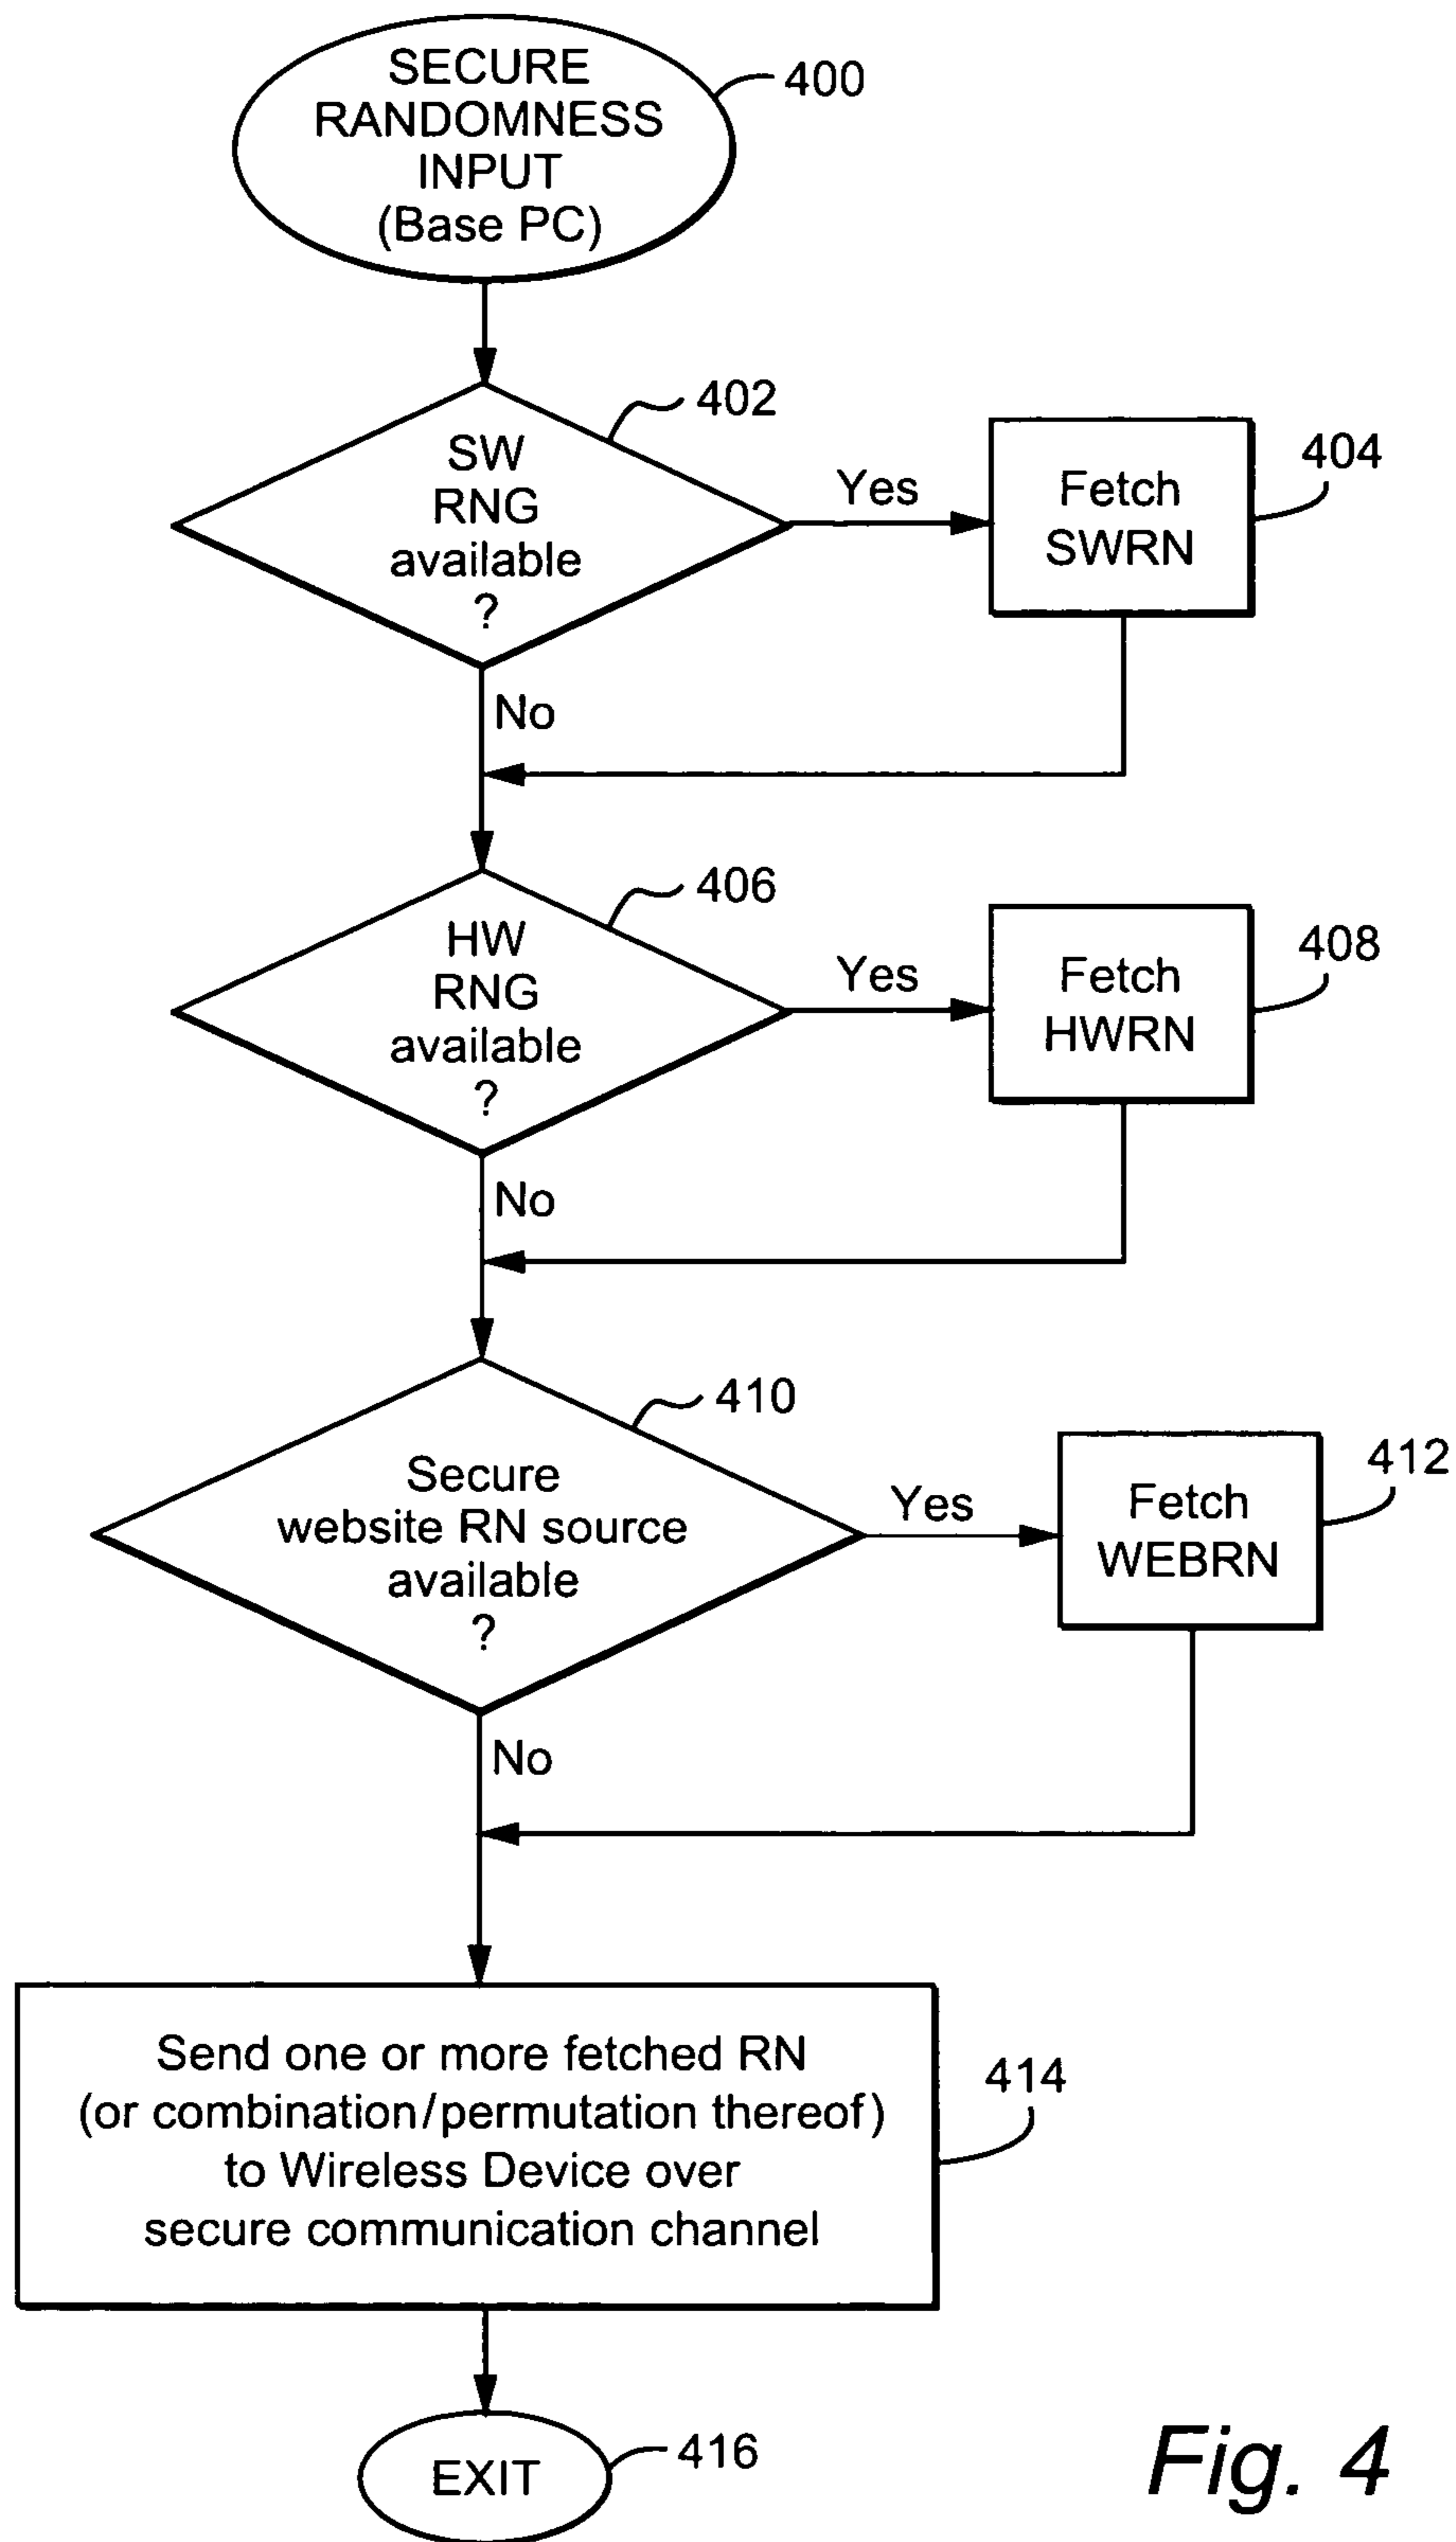 SECURE
RANDOMNESS
INPUT
(Base PC)
400
402
SW
RNG
available
?
Yes
Fetch
SWRN
404
No
406
HW
RNG
available
?
Yes
Fetch
HWRN
408
No
410
Secure
website RN source
available
?
Yes
Fetch
WEBRN
412
No
Send one or more fetched RN
(or combination/permutation thereof)
to Wireless Device over
secure communication channel
414
EXIT
416
Fig. 4